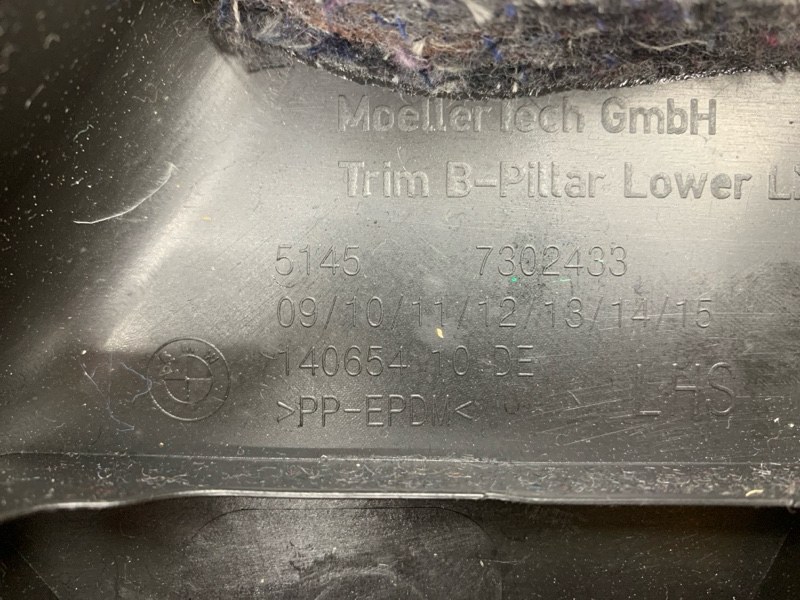 MoellerTech GmbH
Trim B-Pillar Lower
5145 7302433
09/10/11/12/13/14/15
140654 10 DE
>PP-EPDM<
LHS
BMW